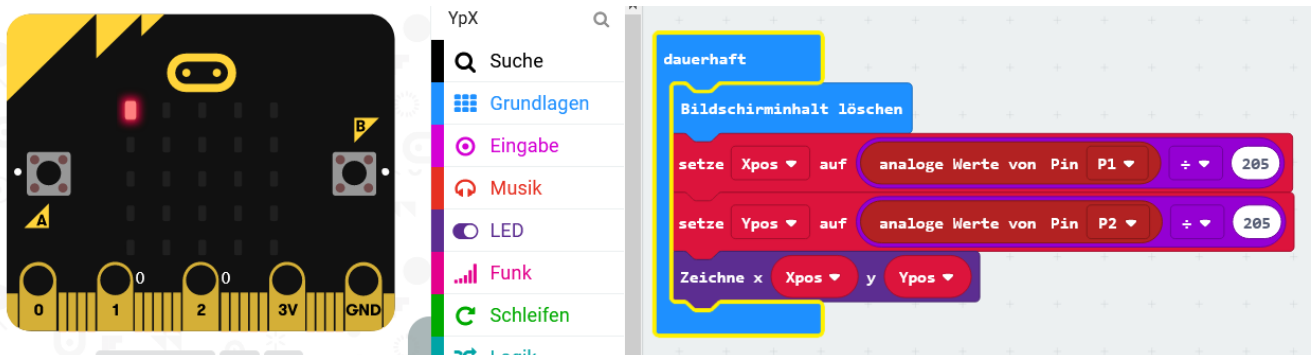 B
A
0
0
0
1
2
3V
GND
YpX
Suche
Grundlagen
Eingabe
Musik
LED
Funk
Schleifen
Logik
dauerhaft
Bildschirminhalt löschen
setze Xpos auf analoge Werte von Pin P1 ÷ 205
setze Ypos auf analoge Werte von Pin P2 ÷ 205
Zeichne x Xpos y Ypos